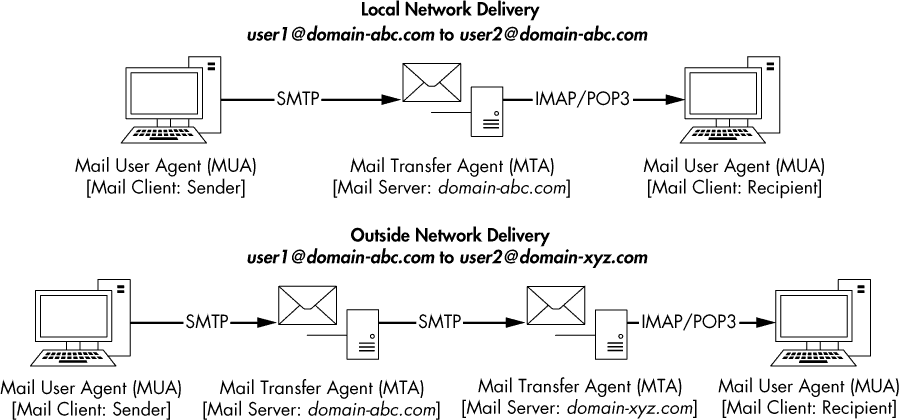 Local Network Delivery
user1@domain-abc.com to user2@domain-abc.com
SMTP
IMAP/POP3
Mail User Agent (MUA)
[Mail Client: Sender]
Mail Transfer Agent (MTA)
[Mail Server: domain-abc.com]
Mail User Agent (MUA)
[Mail Client: Recipient]
Outside Network Delivery
user1@domain-abc.com to user2@domain-xyz.com
SMTP
SMTP
IMAP/POP3
Mail User Agent (MUA)
[Mail Client: Sender]
Mail Transfer Agent (MTA)
[Mail Server: domain-abc.com]
Mail Transfer Agent (MTA)
[Mail Server: domain-xyz.com]
Mail User Agent (MUA)
[Mail Client: Recipient]